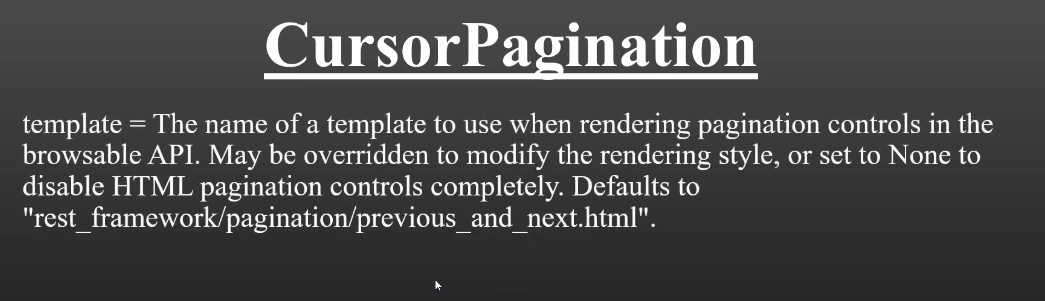 CursorPagination
template = The name of a template to use when rendering pagination controls in the
browsable API. May be overridden to modify the rendering style, or set to None to
disable HTML pagination controls completely. Defaults to
"rest_framework/pagination/previous_and_next.html".